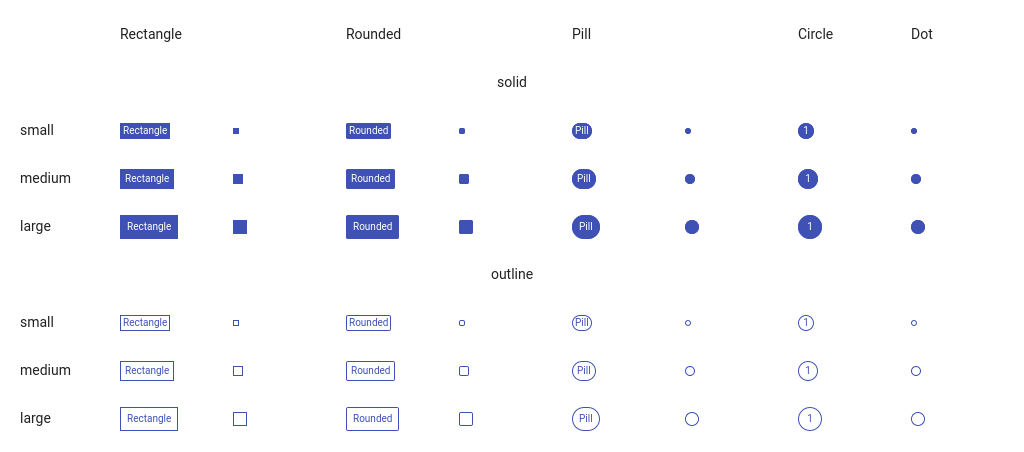 Rectangle Rounded Pill Circle Dot
solid
small Rectangle Rounded Pill 1
medium Rectangle Rounded Pill 1
large Rectangle Rounded Pill 1
outline
small Rectangle Rounded Pill 1
medium Rectangle Rounded Pill 1
large Rectangle Rounded Pill 1